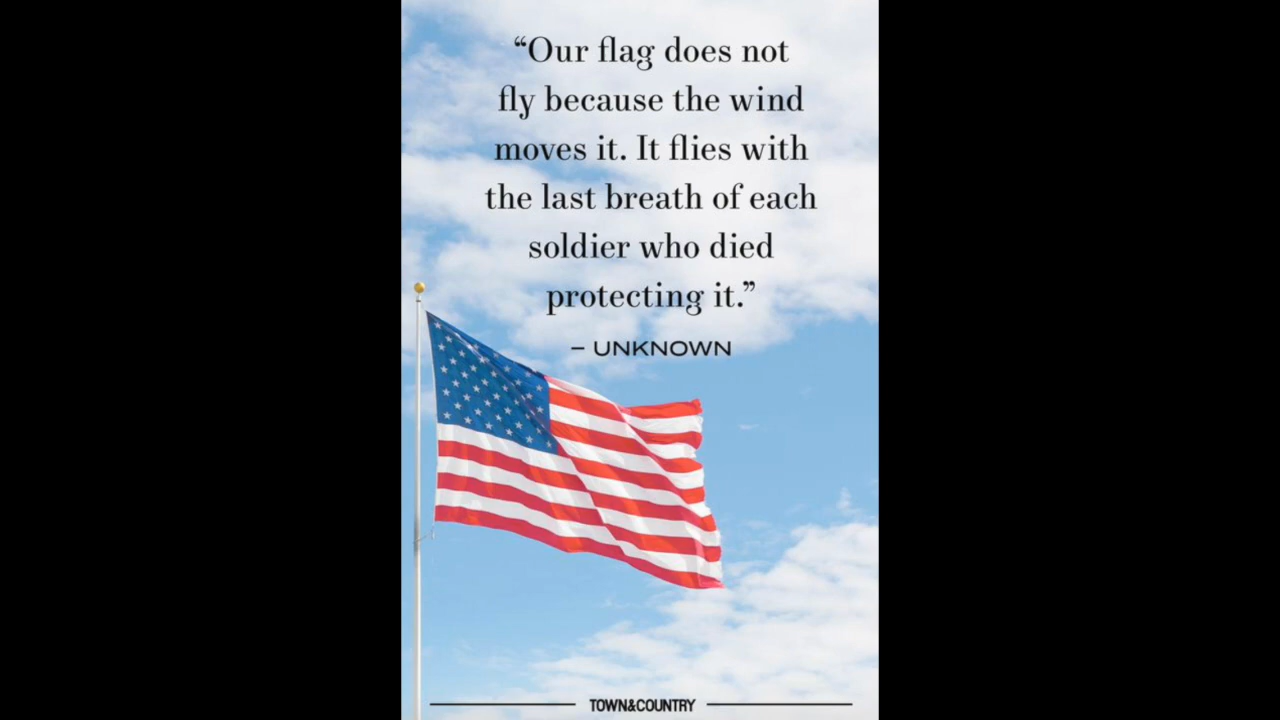 “Our flag does not
fly because the wind
moves it. It flies with
the last breath of each
soldier who died
protecting it.”
– UNKNOWN
TOWN&COUNTRY